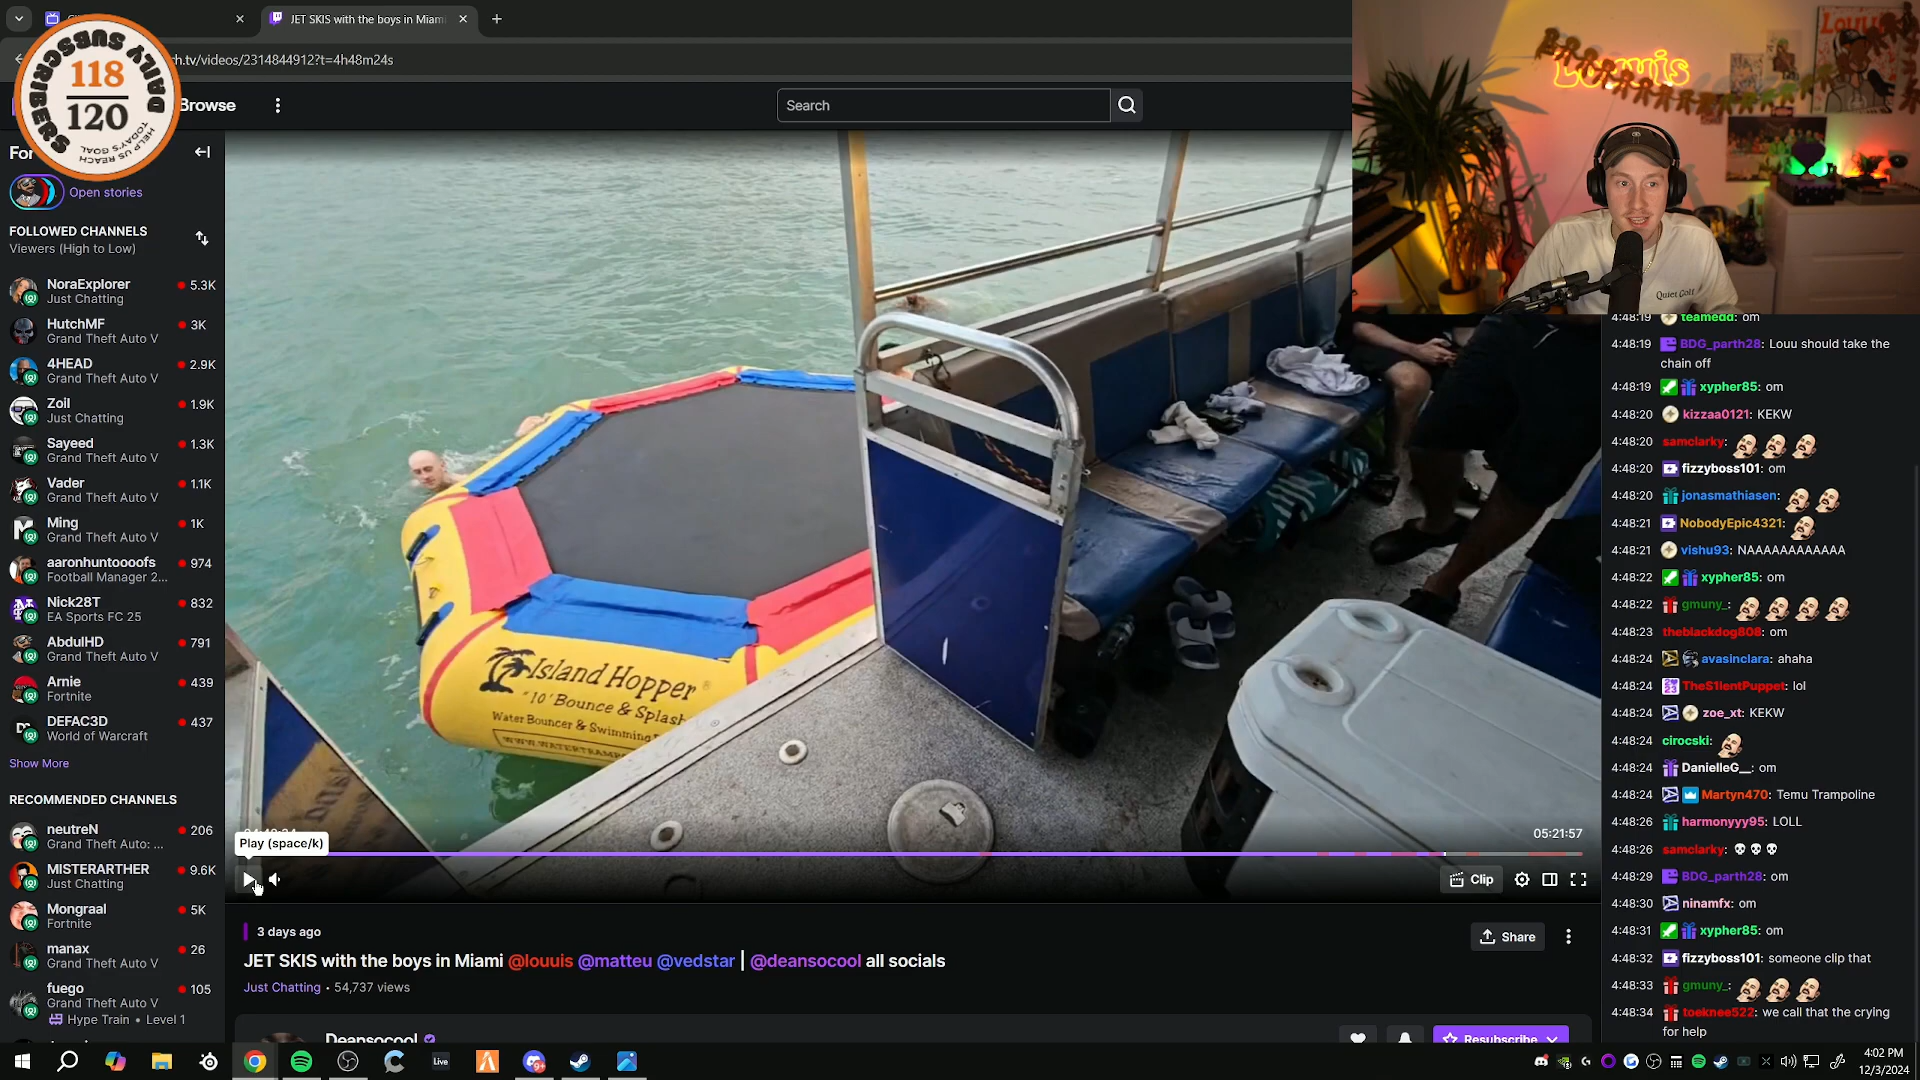 JET SKIS with the boys in Miami
ch.tv/videos/2314844912?t=4h48m24s
DAILY SUBSCRIBERS
118
120
HELP US REACH
TODAY'S GOAL
Browse
Search
For
Open stories
FOLLOWED CHANNELS
Viewers (High to Low)
NoraExplorer 5.3K
Just Chatting
HutchMF 3K
Grand Theft Auto V
4HEAD 2.9K
Grand Theft Auto V
Zoil 1.9K
Just Chatting
Sayeed 1.3K
Grand Theft Auto V
Vader 1.1K
Grand Theft Auto V
Ming 1K
Grand Theft Auto V
aaronhuntoooofs 974
Football Manager 2...
Nick28T 832
EA Sports FC 25
AbdulHD 791
Grand Theft Auto V
Arnie 439
Fortnite
DEFAC3D 437
World of Warcraft
Show More
RECOMMENDED CHANNELS
neutreN 206
Grand Theft Auto: ...
MISTERARTHER 9.6K
Just Chatting
Mongraal 5K
Fortnite
manax 26
Grand Theft Auto V
fuego 105
Grand Theft Auto V
Hype Train • Level 1
Island Hopper
"10' Bounce & Splash
Water Bouncer & Swimming
Play (space/k)
05:21:57
Clip
3 days ago
Share
JET SKIS with the boys in Miami @louuis @matteu @vedstar | @deansocool all socials
Just Chatting • 54,737 views
Deansocool
Resubscribe
Louuis
Quiet Golf
4:48:19 teamedd: om
4:48:19 BDG_parth28: Louu should take the
chain off
4:48:19 xypher85: om
4:48:20 kizzaa0121: KEKW
4:48:20 samclarky:
4:48:20 fizzyboss101: om
4:48:20 jonasmathiasen:
4:48:21 NobodyEpic4321:
4:48:21 vishu93: NAAAAAAAAAAAA
4:48:22 xypher85: om
4:48:22 gmuny_:
4:48:23 theblackdog808: om
4:48:24 avasinclara: ahaha
4:48:24 TheS1lentPuppet: lol
4:48:24 zoe_xt: KEKW
4:48:24 cirocski:
4:48:24 DanielleG__: om
4:48:24 Martyn470: Temu Trampoline
4:48:26 harmonyyy95: LOLL
4:48:26 samclarky: 💀💀💀
4:48:29 BDG_parth28: om
4:48:30 ninamfx: om
4:48:31 xypher85: om
4:48:32 fizzyboss101: someone clip that
4:48:33 gmuny_:
4:48:34 toeknee522: we call that the crying
for help
Live
4:02 PM
12/3/2024